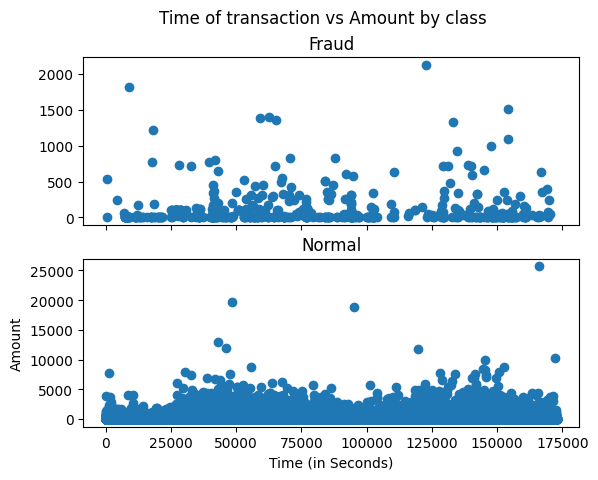 Time of transaction vs Amount by class
Fraud
2000
1500
1000
500
0
Normal
25000
20000
15000
10000
5000
0
Amount
0 25000 50000 75000 100000 125000 150000 175000
Time (in Seconds)